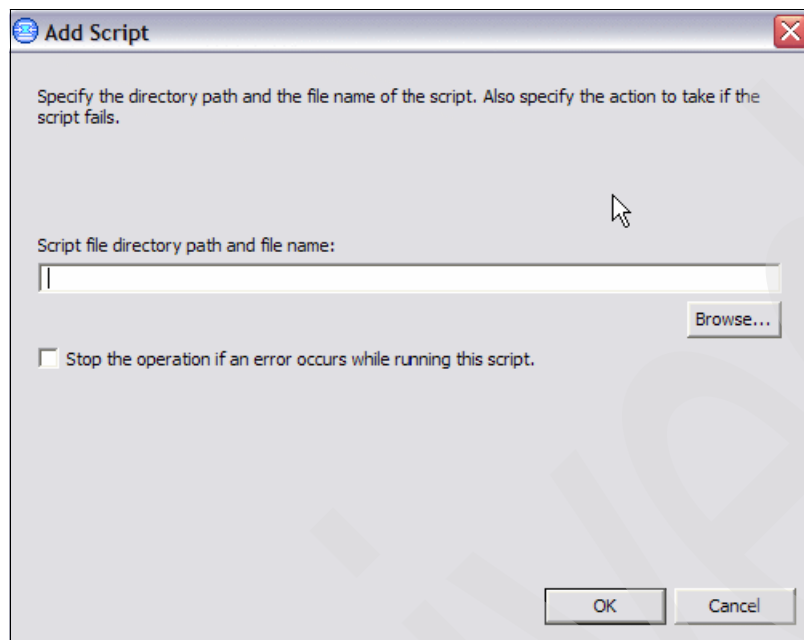 Add Script
Specify the directory path and the file name of the script. Also specify the action to take if the
script fails.
Script file directory path and file name:
Browse...
Stop the operation if an error occurs while running this script.
OK
Cancel